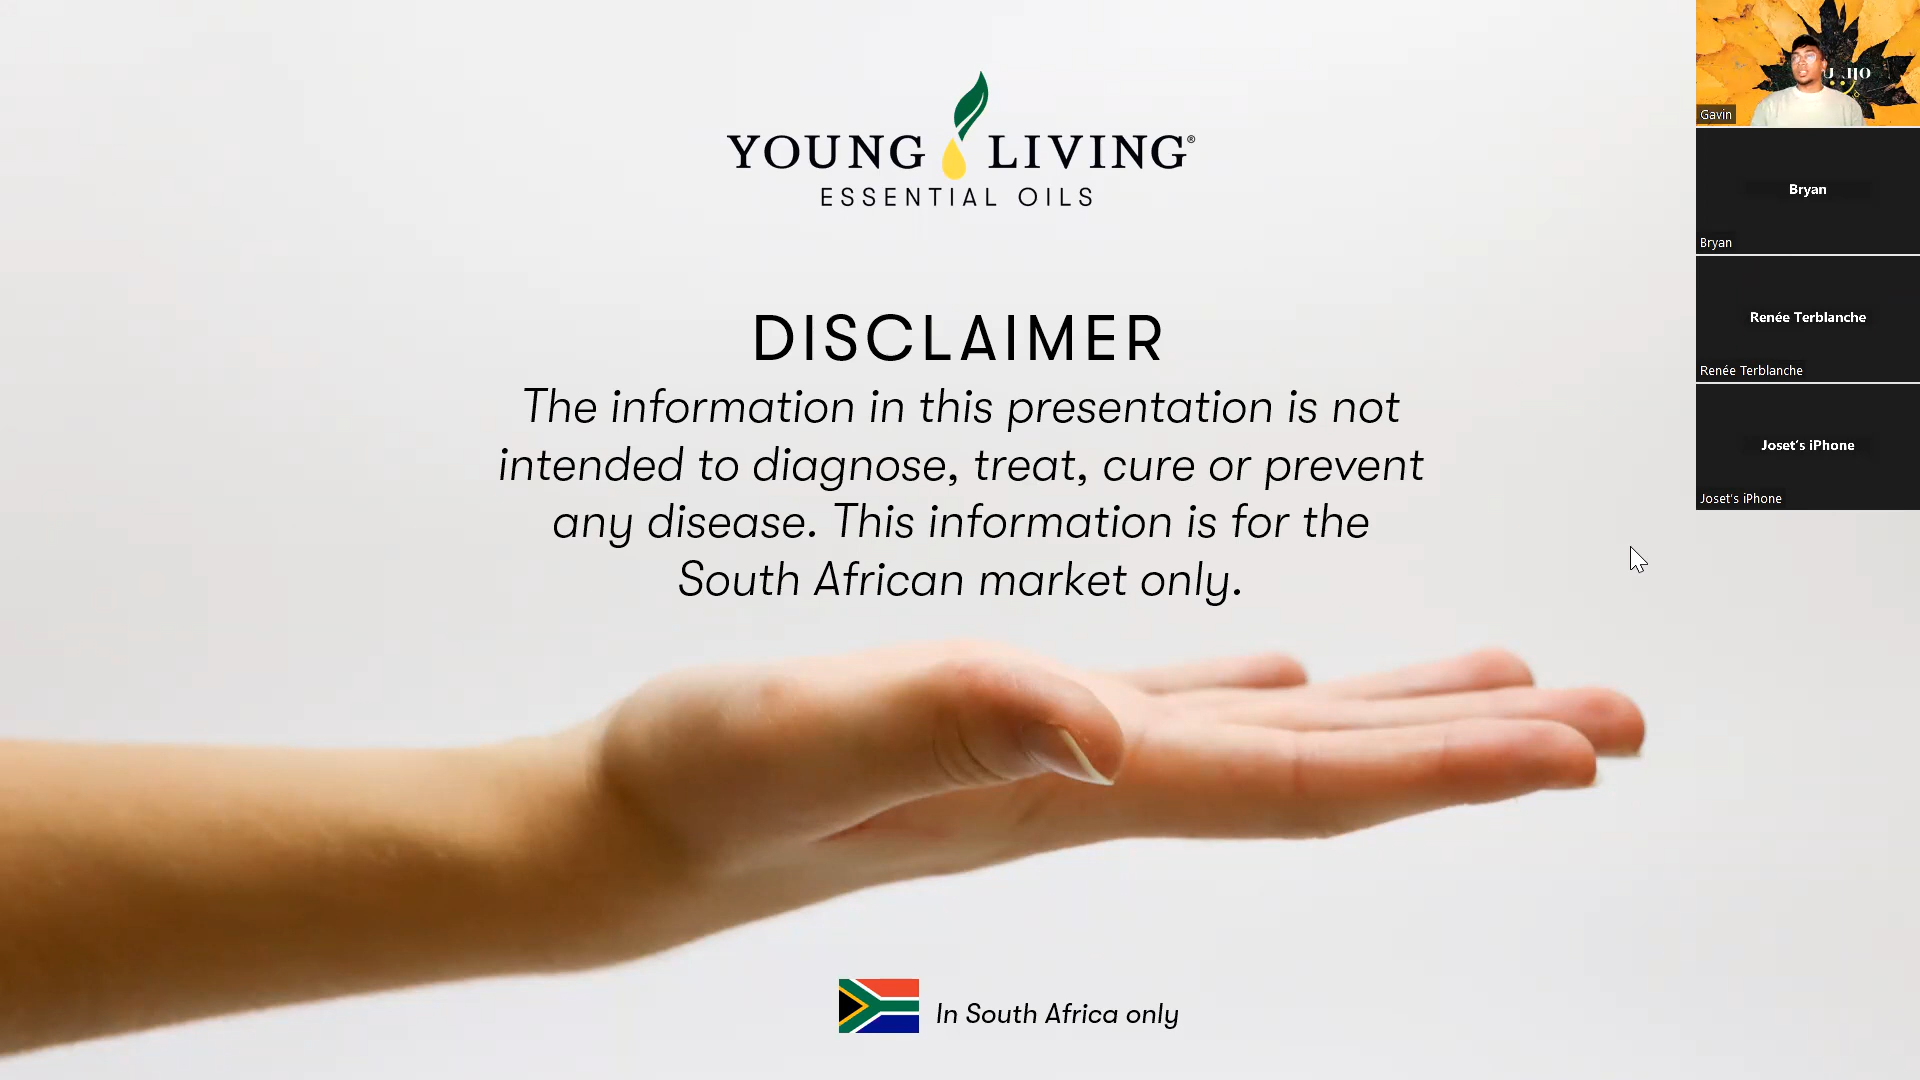 YOUNG LIVING®
ESSENTIAL OILS
DISCLAIMER
The information in this presentation is not
intended to diagnose, treat, cure or prevent
any disease. This information is for the
South African market only.
In South Africa only
Gavin
Bryan
Bryan
Renée Terblanche
Renée Terblanche
Joset's iPhone
Joset's iPhone